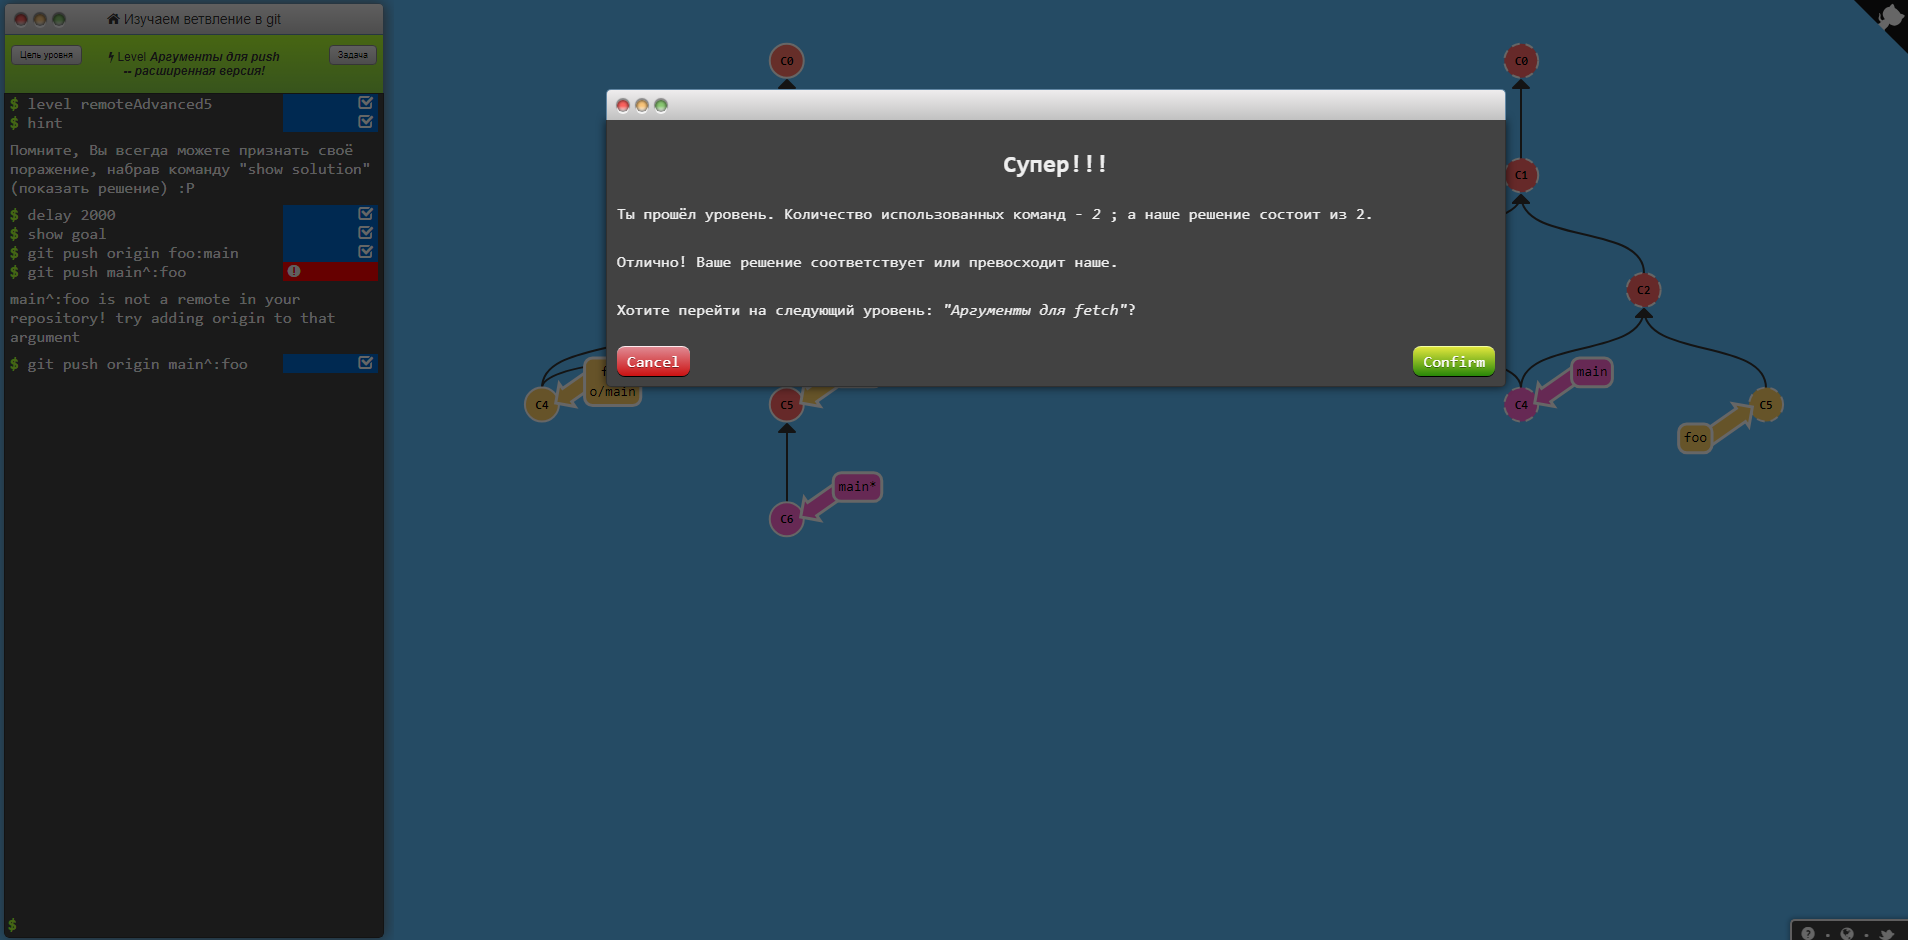 Изучаем ветвление в git
Цель уровня
Level Аргументы для push
-- расширенная версия!
Задача
$ level remoteAdvanced5
$ hint
Помните, Вы всегда можете признать своё
поражение, набрав команду "show solution"
(показать решение) :P
$ delay 2000
$ show goal
$ git push origin foo:main
$ git push main^:foo
main^:foo is not a remote in your
repository! try adding origin to that
argument
$ git push origin main^:foo
$
C0
C0
Супер!!!
Ты прошёл уровень. Количество использованных команд - 2 ; а наше решение состоит из 2.
Отлично! Ваше решение соответствует или превосходит наше.
Хотите перейти на следующий уровень: "Аргументы для fetch"?
Cancel
Confirm
C1
C2
o/main
main
C4
C5
C4
C5
foo
main*
C6